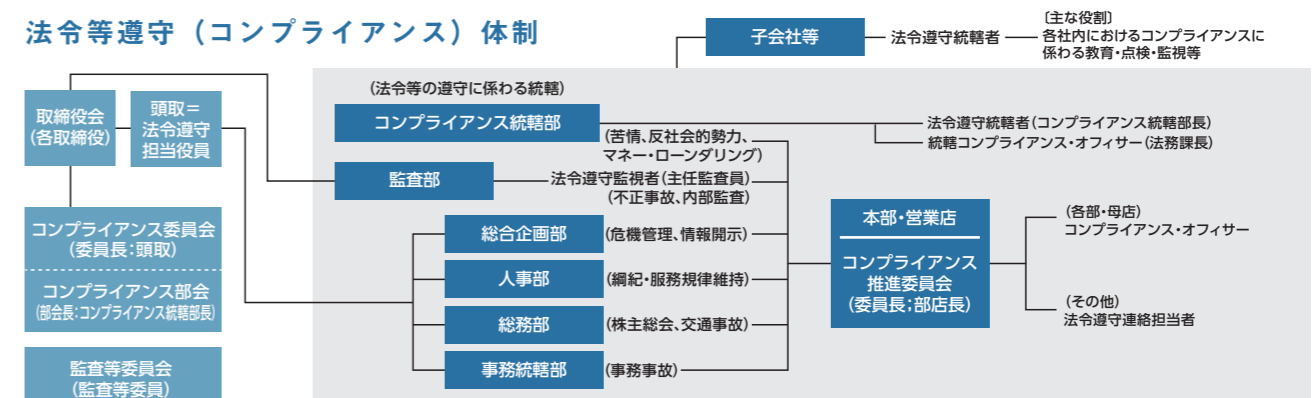 法令等遵守（コンプライアンス）体制
子会社等
法令遵守統轄者
〔主な役割〕
各社内におけるコンプライアンスに
係わる教育・点検・監視等
取締役会
(各取締役)
頭取＝
法令遵守
担当役員
コンプライアンス委員会
(委員長:頭取)
コンプライアンス部会
(部会長:コンプライアンス統轄部長)
監査等委員会
(監査等委員)
(法令等の遵守に係わる統轄)
コンプライアンス統轄部
(苦情、反社会的勢力、
マネー・ローンダリング)
法令遵守統轄者(コンプライアンス統轄部長)
統轄コンプライアンス・オフィサー(法務課長)
監査部
法令遵守監視者(主任監査員)
(不正事故、内部監査)
総合企画部
(危機管理、情報開示)
人事部
(綱紀・服務規律維持)
総務部
(株主総会、交通事故)
事務統轄部
(事務事故)
本部・営業店
コンプライアンス
推進委員会
(委員長;部店長)
(各部・母店)
コンプライアンス・オフィサー
(その他)
法令遵守連絡担当者